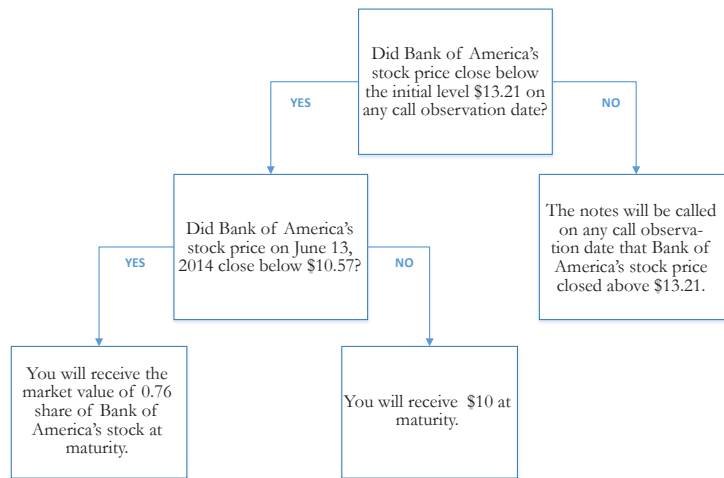 Did Bank of America's
stock price close below
the initial level $13.21 on
any call observation date?
YES
NO
Did Bank of America's
stock price on June 13,
2014 close below $10.57?
The notes will be called
on any call observa-
tion date that Bank of
America's stock price
closed above $13.21.
YES
NO
You will receive the
market value of 0.76
share of Bank of
America's stock at
maturity.
You will receive $10 at
maturity.